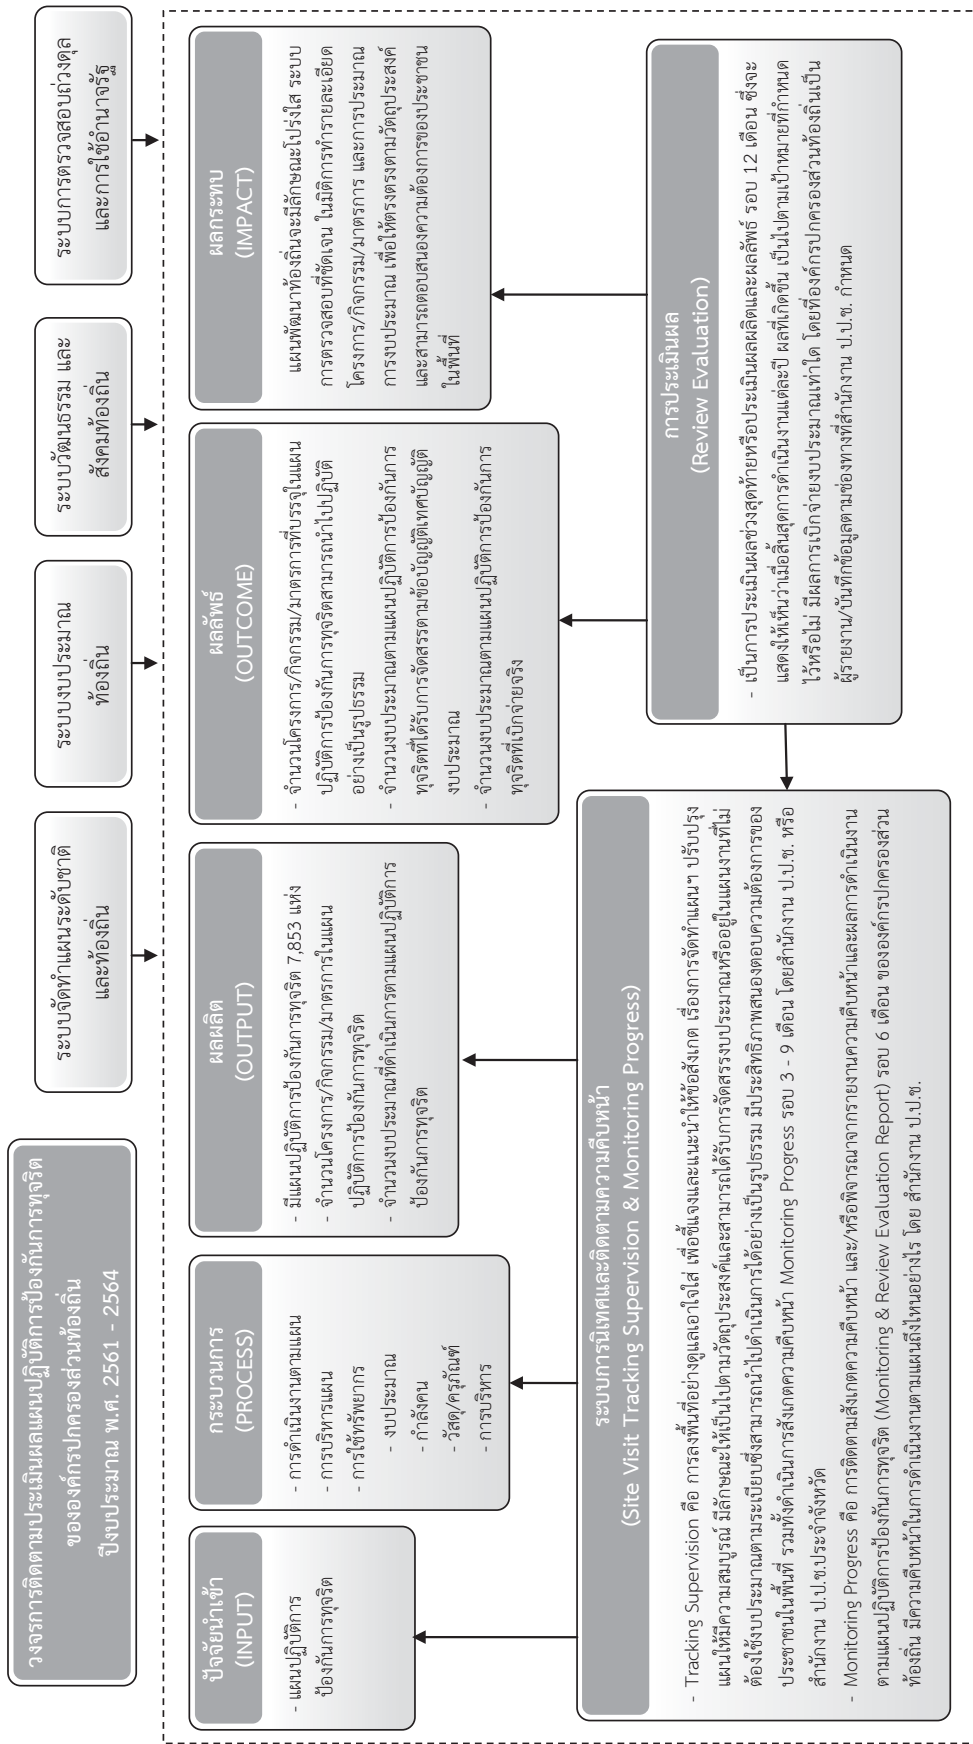 วงจรการติดตามประเมินผลแผนปฏิบัติการป้องกันการทุจริต
ขององค์กรปกครองส่วนท้องถิ่น
ปีงบประมาณ พ.ศ. 2561 - 2564
ระบบจัดทำแผนระดับชาติ
และท้องถิ่น
ระบบงบประมาณ
ท้องถิ่น
ระบบวัฒนธรรม และ
สังคมท้องถิ่น
ระบบการตรวจสอบถ่วงดุล
และการใช้อำนาจรัฐ
ปัจจัยนำเข้า
(INPUT)
- แผนปฏิบัติการ
ป้องกันการทุจริต
กระบวนการ
(PROCESS)
- การดำเนินงานตามแผน
- การบริหารแผน
- การใช้ทรัพยากร
- งบประมาณ
- กำลังคน
- วัสดุ/ครุภัณฑ์
- การบริหาร
ผลผลิต
(OUTPUT)
- มีแผนปฏิบัติการป้องกันการทุจริต 7,853 แห่ง
- จำนวนโครงการ/กิจกรรม/มาตรการในแผน
ปฏิบัติการป้องกันการทุจริต
- จำนวนงบประมาณที่ดำเนินการตามแผนปฏิบัติการ
ป้องกันการทุจริต
ผลลัพธ์
(OUTCOME)
- จำนวนโครงการ/กิจกรรม/มาตรการที่บรรจุในแผน
ปฏิบัติการป้องกันการทุจริตสามารถนำไปปฏิบัติ
อย่างเป็นรูปธรรม
- จำนวนงบประมาณตามแผนปฏิบัติการป้องกันการ
ทุจริตที่ได้รับการจัดสรรตามข้อบัญญัติเทศบัญญัติ
งบประมาณ
- จำนวนงบประมาณตามแผนปฏิบัติการป้องกันการ
ทุจริตที่เบิกจ่ายจริง
ผลกระทบ
(IMPACT)
แผนพัฒนาท้องถิ่นจะมีลักษณะโปร่งใส ระบบ
การตรวจสอบที่ชัดเจน ในมิติการทำรายละเอียด
โครงการ/กิจกรรม/มาตรการ และการประมาณ
การงบประมาณ เพื่อให้ตรงตรงตามวัตถุประสงค์
และสามารถตอบสนองความต้องการของประชาชน
ในพื้นที่
ระบบการนิเทศและติดตามความคืบหน้า
(Site Visit Tracking Supervision & Monitoring Progress)
- Tracking Supervision คือ การลงพื้นที่อย่างดูแลเอาใจใส่ เพื่อชี้แจงและแนะนำให้ข้อสังเกต เรื่องการจัดทำแผนฯ ปรับปรุง
แผนให้มีความสมบูรณ์ มีลักษณะให้เป็นไปตามวัตถุประสงค์และสามารถได้รับการจัดสรรงบประมาณหรืออยู่ในแผนงานที่ไม่
ต้องใช้งบประมาณตามระเบียบซึ่งสามารถนำไปดำเนินการได้อย่างเป็นรูปธรรม มีประสิทธิภาพสนองตอบความต้องการของ
ประชาชนในพื้นที่ รวมทั้งดำเนินการสังเกตความคืบหน้า Monitoring Progress รอบ 3 - 9 เดือน โดยสำนักงาน ป.ป.ช. หรือ
สำนักงาน ป.ป.ช.ประจำจังหวัด
- Monitoring Progress คือ การติดตามสังเกตความคืบหน้า และ/หรือพิจารณาจากรายงานความคืบหน้าและผลการดำเนินงาน
ตามแผนปฏิบัติการป้องกันการทุจริต (Monitoring & Review Evaluation Report) รอบ 6 เดือน ขององค์กรปกครองส่วน
ท้องถิ่น มีความคืบหน้าในการดำเนินงานตามแผนถึงไหนอย่างไร โดย สำนักงาน ป.ป.ช.
การประเมินผล
(Review Evaluation)
- เป็นการประเมินผลช่วงสุดท้ายหรือประเมินผลผลิตและผลลัพธ์ รอบ 12 เดือน ซึ่งจะ
แสดงให้เห็นว่าเมื่อสิ้นสุดการดำเนินงานแต่ละปี ผลที่เกิดขึ้น เป็นไปตามเป้าหมายที่กำหนด
ไว้หรือไม่ มีผลการเบิกจ่ายงบประมาณเท่าใด โดยที่องค์กรปกครองส่วนท้องถิ่นเป็น
ผู้รายงาน/บันทึกข้อมูลตามช่องทางที่สำนักงาน ป.ป.ช. กำหนด